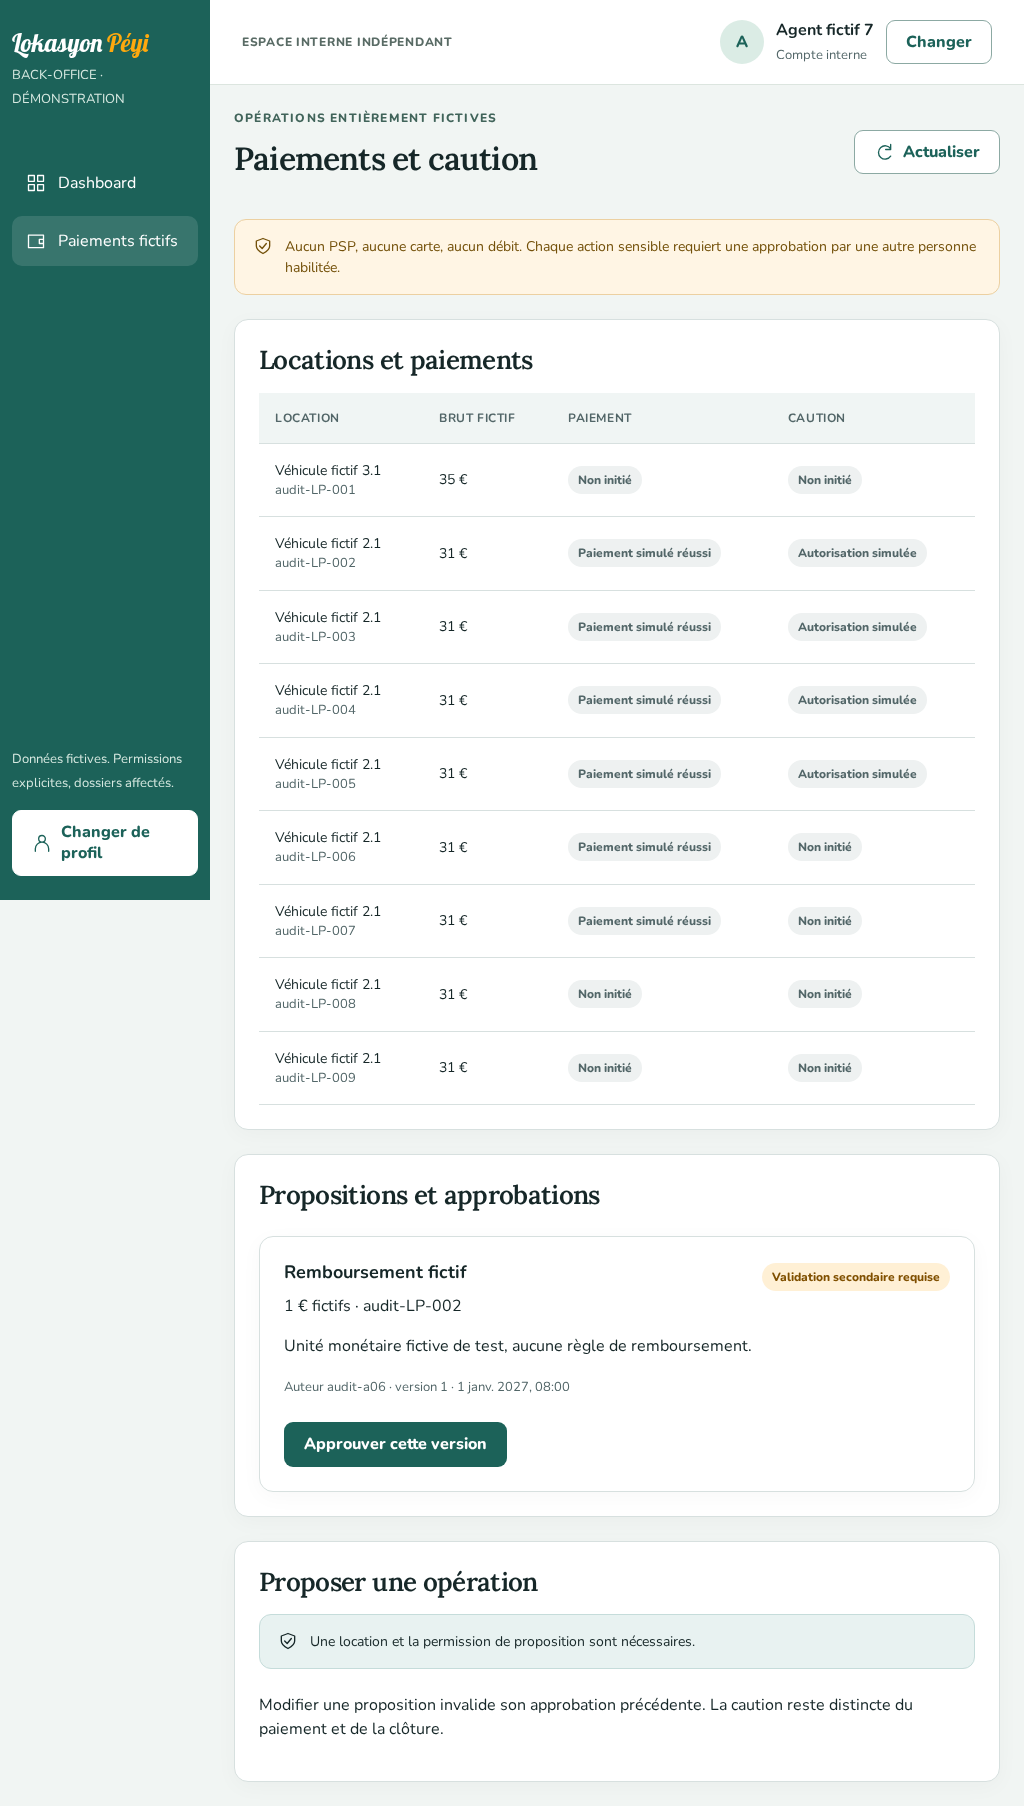 Lokasyon Péyi
BACK-OFFICE ·
DÉMONSTRATION
Dashboard
Paiements fictifs
Données fictives. Permissions
explicites, dossiers affectés.
Changer de
profil
ESPACE INTERNE INDÉPENDANT
A
Agent fictif 7
Compte interne
Changer
OPÉRATIONS ENTIÈREMENT FICTIVES
Paiements et caution
Actualiser
Aucun PSP, aucune carte, aucun débit. Chaque action sensible requiert une approbation par une autre personne
habilitée.
Locations et paiements
LOCATION BRUT FICTIF PAIEMENT CAUTION
Véhicule fictif 3.1
audit-LP-001
35 € Non initié Non initié
Véhicule fictif 2.1
audit-LP-002
31 € Paiement simulé réussi Autorisation simulée
Véhicule fictif 2.1
audit-LP-003
31 € Paiement simulé réussi Autorisation simulée
Véhicule fictif 2.1
audit-LP-004
31 € Paiement simulé réussi Autorisation simulée
Véhicule fictif 2.1
audit-LP-005
31 € Paiement simulé réussi Autorisation simulée
Véhicule fictif 2.1
audit-LP-006
31 € Paiement simulé réussi Non initié
Véhicule fictif 2.1
audit-LP-007
31 € Paiement simulé réussi Non initié
Véhicule fictif 2.1
audit-LP-008
31 € Non initié Non initié
Véhicule fictif 2.1
audit-LP-009
31 € Non initié Non initié
Propositions et approbations
Remboursement fictif
Validation secondaire requise
1 € fictifs · audit-LP-002
Unité monétaire fictive de test, aucune règle de remboursement.
Auteur audit-a06 · version 1 · 1 janv. 2027, 08:00
Approuver cette version
Proposer une opération
Une location et la permission de proposition sont nécessaires.
Modifier une proposition invalide son approbation précédente. La caution reste distincte du
paiement et de la clôture.